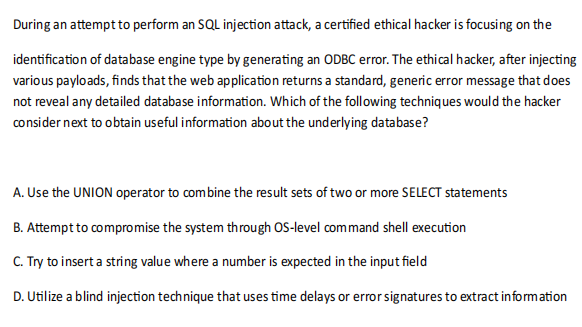 During an attempt to perform an SQL injection attack, a certified ethical hacker is focusing on the
identification of database engine type by generating an ODBC error. The ethical hacker, after injecting
various payloads, finds that the web application returns a standard, generic error message that does
not reveal any detailed database information. Which of the following techniques would the hacker
consider next to obtain useful information about the underlying database?
A. Use the UNION operator to combine the result sets of two or more SELECT statements
B. Attempt to compromise the system through OS-level command shell execution
C. Try to insert a string value where a number is expected in the input field
D. Utilize a blind injection technique that uses time delays or error signatures to extract information